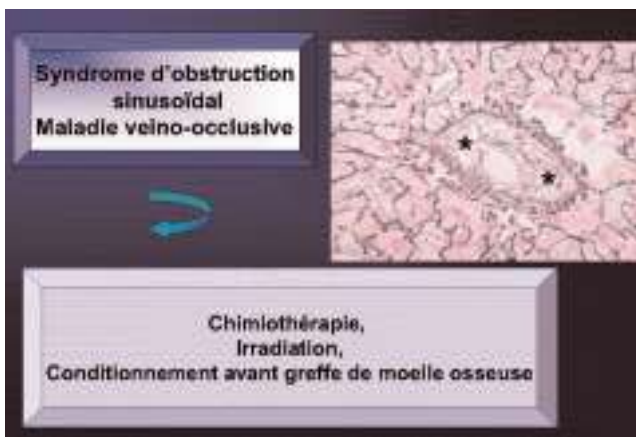 Syndrome d'obstruction
sinusoïdal
Maladie veino-occlusive
*
*
Chimiothérapie,
Irradiation,
Conditionnement avant greffe de moelle osseuse